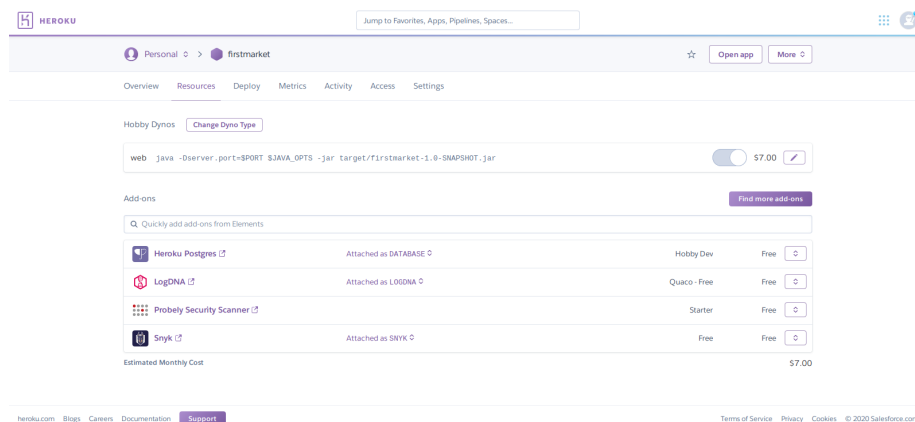 HEROKU
Jump to Favorites, Apps, Pipelines, Spaces...
Personal > firstmarket
Open app More
Overview Resources Deploy Metrics Activity Access Settings
Hobby Dynos Change Dyno Type
web java -Dserver.port=$PORT $JAVA_OPTS -jar target/firstmarket-1.0-SNAPSHOT.jar $7.00
Add-ons Find more add-ons
Quickly add add-ons from Elements
Heroku Postgres Attached as DATABASE Hobby Dev Free
LogDNA Attached as LOGDNA Quaco - Free Free
Probely Security Scanner Starter Free
Snyk Attached as SNYK Free Free
Estimated Monthly Cost $7.00
heroku.com Blogs Careers Documentation Support Terms of Service Privacy Cookies © 2020 Salesforce.com